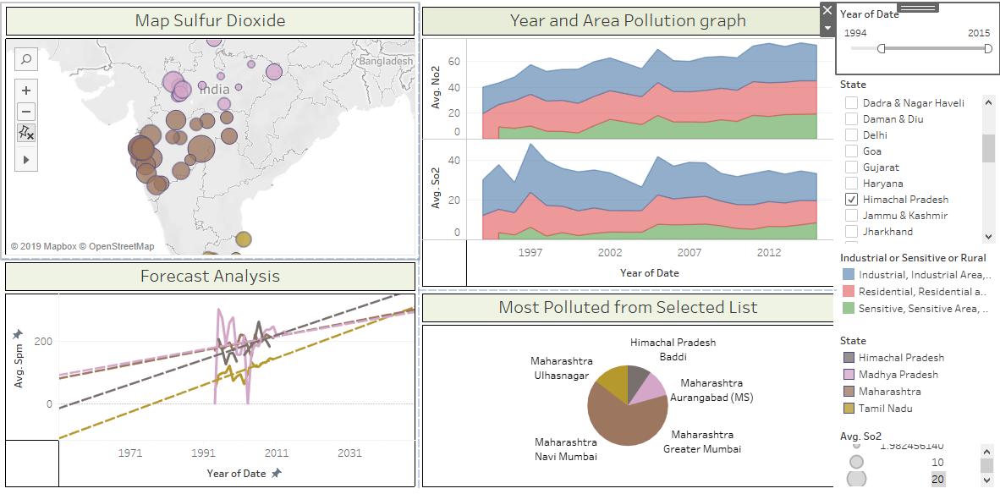 Map Sulfur Dioxide
Bangladesh
India
© 2019 Mapbox © OpenStreetMap
Year and Area Pollution graph
Avg. No2
60
40
20
0
Avg. So2
40
20
0
1997
2002
2007
2012
Year of Date
Forecast Analysis
Avg. Spm
200
0
1971
1991
2011
2031
Year of Date
Most Polluted from Selected List
Himachal Pradesh
Baddi
Maharashtra
Ulhasnagar
Maharashtra
Aurangabad (MS)
Maharashtra
Navi Mumbai
Maharashtra
Greater Mumbai
Year of Date
1994
2015
State
Dadra & Nagar Haveli
Daman & Diu
Delhi
Goa
Gujarat
Haryana
Himachal Pradesh
Jammu & Kashmir
Jharkhand
Industrial or Sensitive or Rural
Industrial, Industrial Area,..
Residential, Residential a..
Sensitive, Sensitive Area, ..
State
Himachal Pradesh
Madhya Pradesh
Maharashtra
Tamil Nadu
Avg. So2
10
20